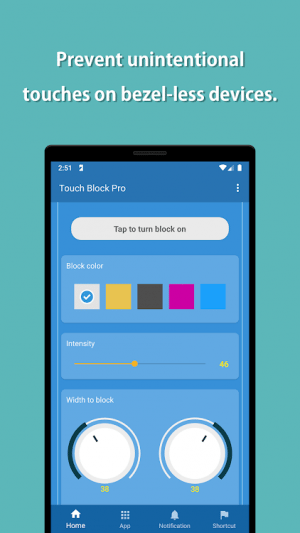 Prevent unintentional
touches on bezel-less devices.
2:51
Touch Block Pro
Tap to turn block on
Block color
Intensity
46
Width to block
38 38
Home App Notification Shortcut